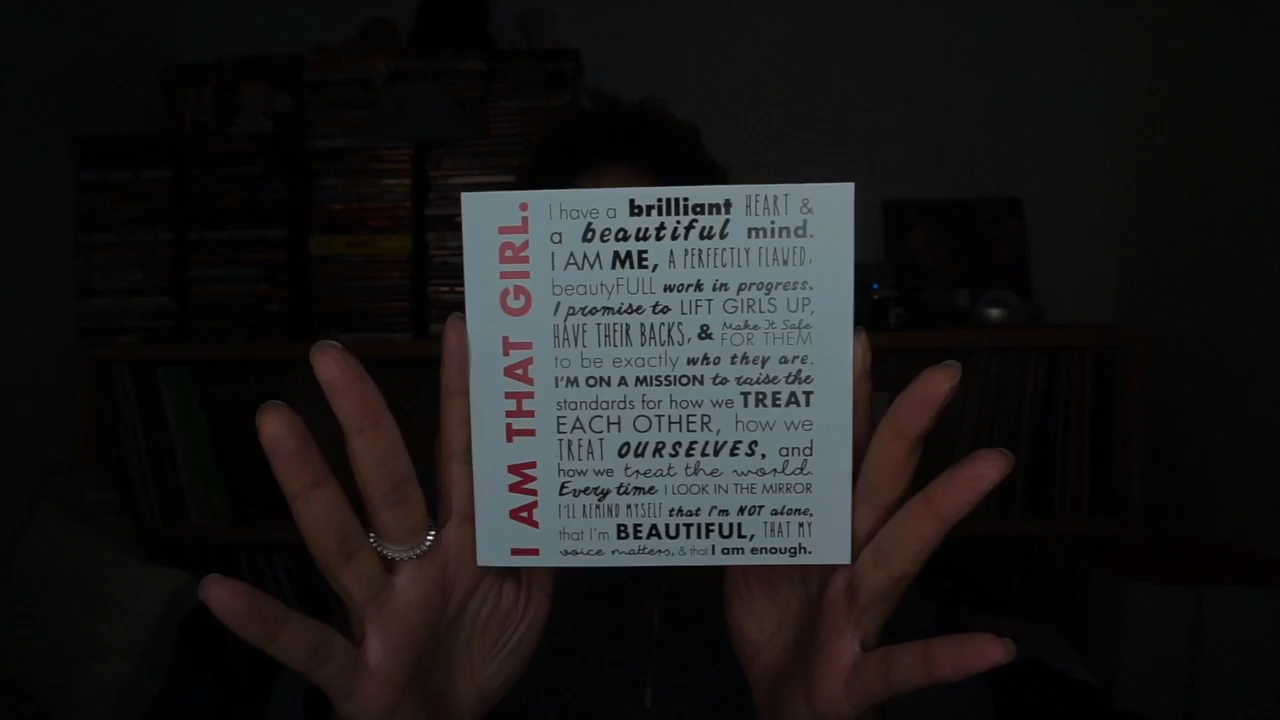 I AM THAT GIRL.
I have a brilliant HEART &
a beautiful mind.
I AM ME, A PERFECTLY FLAWED,
beautyFULL work in progress.
I promise to LIFT GIRLS UP,
HAVE THEIR BACKS, & Make It Safe
FOR THEM
to be exactly who they are.
I'M ON A MISSION to raise the
standards for how we TREAT
EACH OTHER, how we
TREAT OURSELVES, and
how we treat the world.
Every time I LOOK IN THE MIRROR
I'LL REMIND MYSELF that I'm NOT alone,
that I'm BEAUTIFUL, THAT MY
voice matters, & that I am enough.